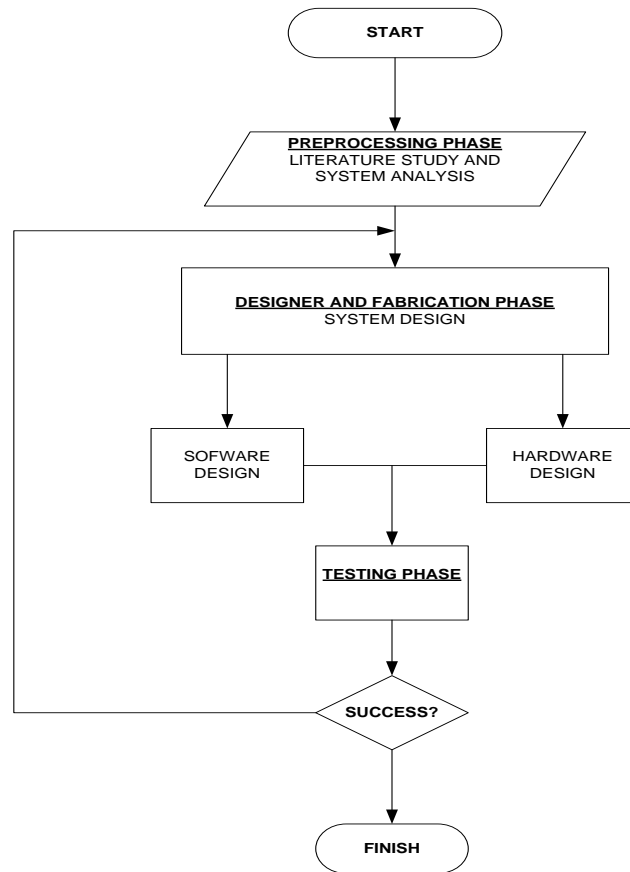 START
PREPROCESSING PHASE
LITERATURE STUDY AND
SYSTEM ANALYSIS
DESIGNER AND FABRICATION PHASE
SYSTEM DESIGN
SOFWARE
DESIGN
HARDWARE
DESIGN
TESTING PHASE
SUCCESS?
FINISH